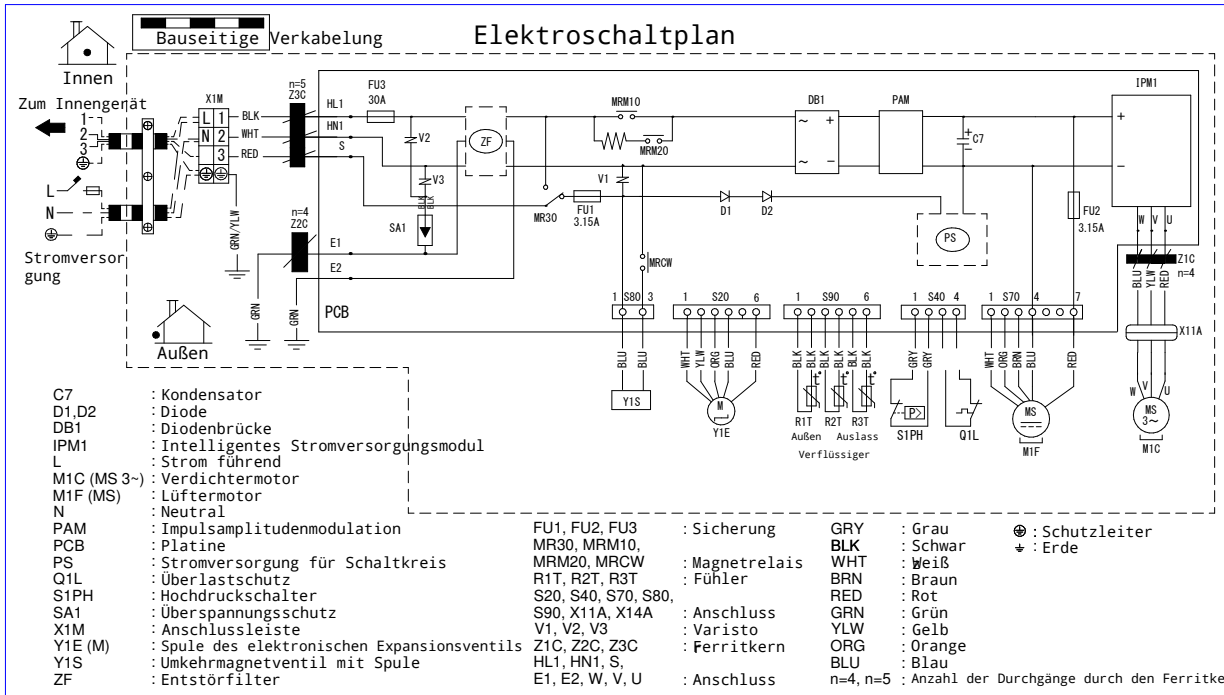 Elektroschaltplan
Bauseitige Verkabelung
Innen
Zum Innengerät
1
2
3
L
N
Stromversor
gung
Außen
X1M
L 1
N 2
3
BLK
WHT
RED
GRN/YLW
n=5
Z3C
HL1
HN1
S
FU3
30A
V2
V3
BLK
BLK
SA1
ZF
n=4
Z2C
E1
E2
GRN
GRN
PCB
MRM10
MRM20
MR30
FU1
3.15A
V1
MRCW
D1
D2
DB1
~ +
~ −
PAM
C7
+
−
PS
FU2
3.15A
IPM1
+
−
W V U
Z1C
n=4
BLU
YLW
RED
X11A
W V U
MS
3~
M1C
1 S80 3
BLU
BLU
Y1S
1 S20 6
WHT
YLW
ORG
BLU
RED
M
Y1E
1 S90 6
BLK
BLK
BLK
BLK
BLK
BLK
t°
t°
t°
R1T R2T R3T
Außen Auslass
Verflüssiger
1 S40 4
GRY
GRY
P>
S1PH
Q1L
1 S70 4 7
WHT
ORG
BRN
BLU
RED
MS
M1F
C7 : Kondensator
D1,D2 : Diode
DB1 : Diodenbrücke
IPM1 : Intelligentes Stromversorgungsmodul
L : Strom führend
M1C (MS 3~) : Verdichtermotor
M1F (MS) : Lüftermotor
N : Neutral
PAM : Impulsamplitudenmodulation
PCB : Platine
PS : Stromversorgung für Schaltkreis
Q1L : Überlastschutz
S1PH : Hochdruckschalter
SA1 : Überspannungsschutz
X1M : Anschlussleiste
Y1E (M) : Spule des elektronischen Expansionsventils
Y1S : Umkehrmagnetventil mit Spule
ZF : Entstörfilter
FU1, FU2, FU3 : Sicherung
MR30, MRM10,
MRM20, MRCW : Magnetrelais
R1T, R2T, R3T : Fühler
S20, S40, S70, S80,
S90, X11A, X14A : Anschluss
V1, V2, V3 : Varisto
Z1C, Z2C, Z3C : Ferritkern
HL1, HN1, S,
E1, E2, W, V, U : Anschluss
GRY : Grau
BLK : Schwar
WHT : Weiß
BRN : Braun
RED : Rot
GRN : Grün
YLW : Gelb
ORG : Orange
BLU : Blau
n=4, n=5 : Anzahl der Durchgänge durch den Ferritke
: Schutzleiter
: Erde